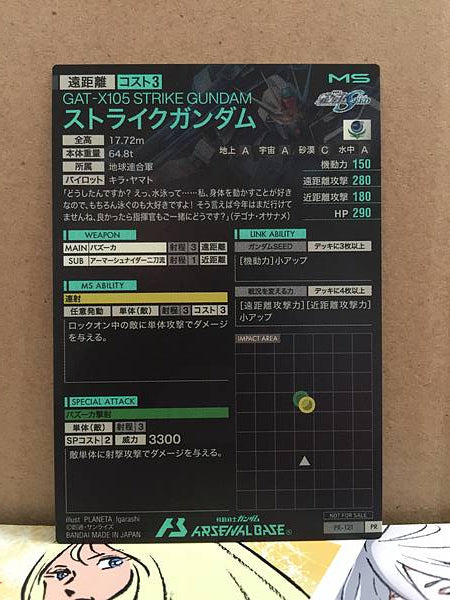 遠距離 コスト3 MS
GAT-X105 STRIKE GUNDAM
ストライクガンダム
地上 A 宇宙 A 砂漠 C 水中 A
全高 17.72m
本体重量 64.8t
所属 地球連合軍
パイロット キラ・ヤマト
機動力 150
遠距離攻撃 280
近距離攻撃 180
HP 290
「どうしたんですか? えっ、水泳って……私、身体を動かすことが好き
なので、もちろん泳ぐのも大好きですよ! そう言えば今年はまだ行けて
ませんね、良かったら指揮官もご一緒にどうです?」(テゴナ・オサナメ)
WEAPON
MAIN バズーカ 射程 3 遠距離
SUB アーマーシュナイダー二刀流 射程 1 近距離
LINK ABILITY
ガンダムSEED デッキに3枚以上
[機動力]小アップ
戦況を変える力 デッキに4枚以上
[遠距離攻撃力][近距離攻撃力]
小アップ
MS ABILITY
連射
任意発動 単体(敵) 射程 3 コスト 3
ロックオン中の敵に単体攻撃でダメージ
を与える。
IMPACT AREA
SPECIAL ATTACK
バズーカ撃射
単体(敵) 射程 3
SPコスト 2 威力 3300
敵単体に射撃攻撃でダメージを与える。
illust PLANETA Igarashi
©創通・サンライズ
BANDAI MADE IN JAPAN
機動戦士ガンダム
ARSENAL BASE
NOT FOR SALE
PR-121 PR